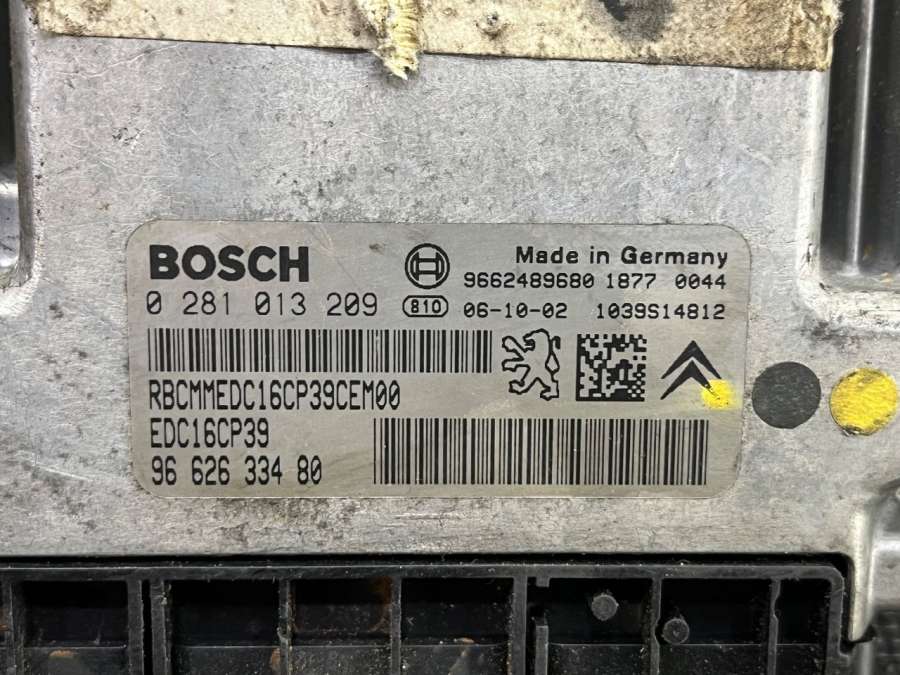 BOSCH
Made in Germany
9662489680 1877 0044
0 281 013 209
810 06-10-02 1039S14812
RBCMMEDC16CP39CEM00
EDC16CP39
96 626 334 80